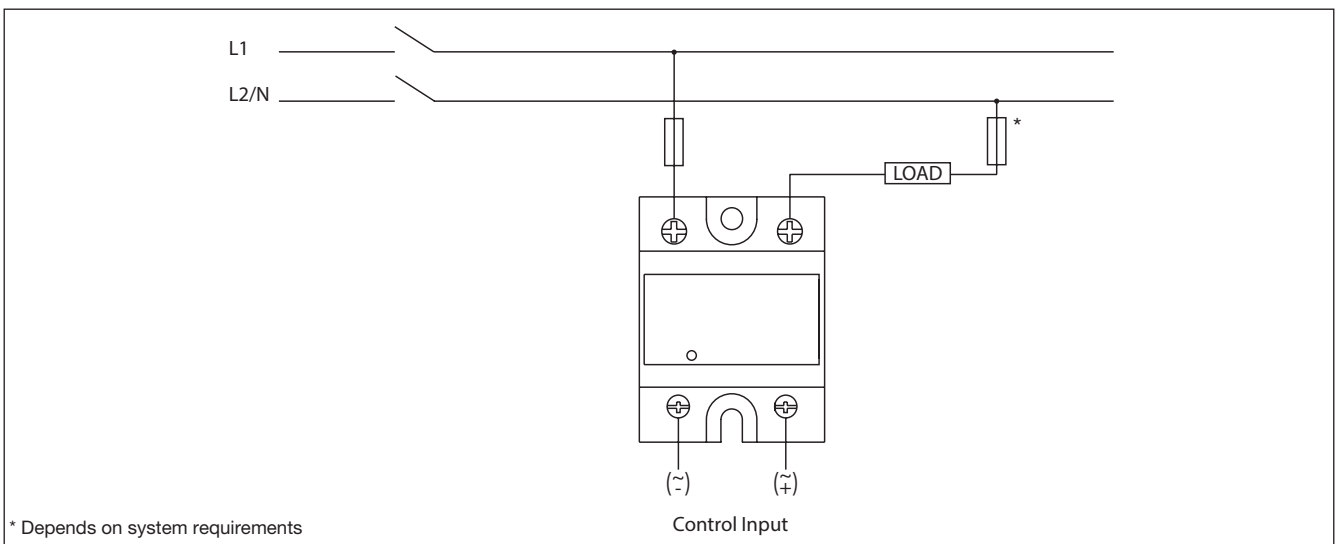 L1
L2/N
*
LOAD
(~ -)
(~ +)
Control Input
* Depends on system requirements